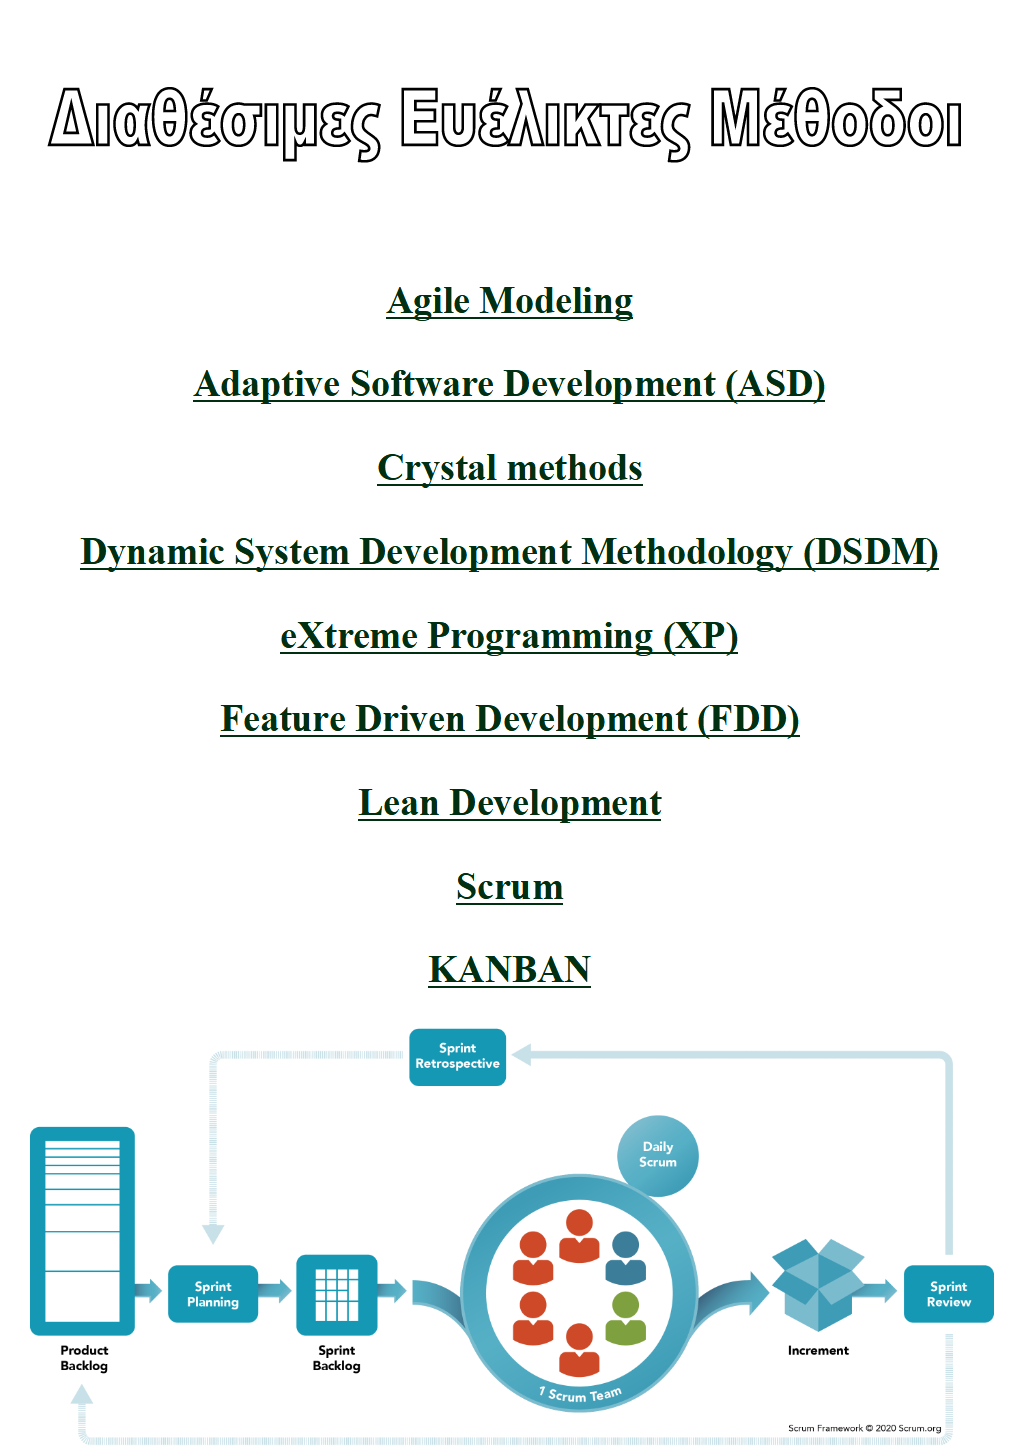 Διαθέσιμες Ευέλικτες Μέθοδοι
Agile Modeling
Adaptive Software Development (ASD)
Crystal methods
Dynamic System Development Methodology (DSDM)
eXtreme Programming (XP)
Feature Driven Development (FDD)
Lean Development
Scrum
KANBAN
Sprint
Retrospective
Daily
Scrum
Sprint
Planning
Sprint
Review
Product
Backlog
Sprint
Backlog
Increment
1 Scrum Team
Scrum Framework © 2020 Scrum.org